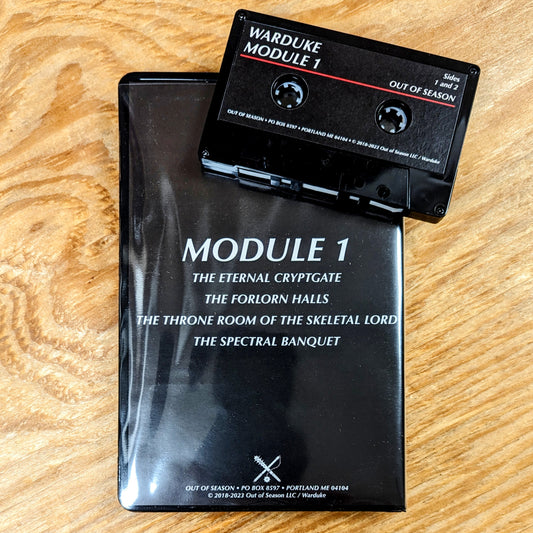 WARDUKE
MODULE 1
Sides
1 and 2
OUT OF SEASON
OUT OF SEASON • PO BOX 8597 • PORTLAND ME 04104 • © 2018-2023 Out of Season LLC / Warduke
MODULE 1
THE ETERNAL CRYPTGATE
THE FORLORN HALLS
THE THRONE ROOM OF THE SKELETAL LORD
THE SPECTRAL BANQUET
OUT OF SEASON • PO BOX 8597 • PORTLAND ME 04104
© 2018-2023 Out of Season LLC / Warduke